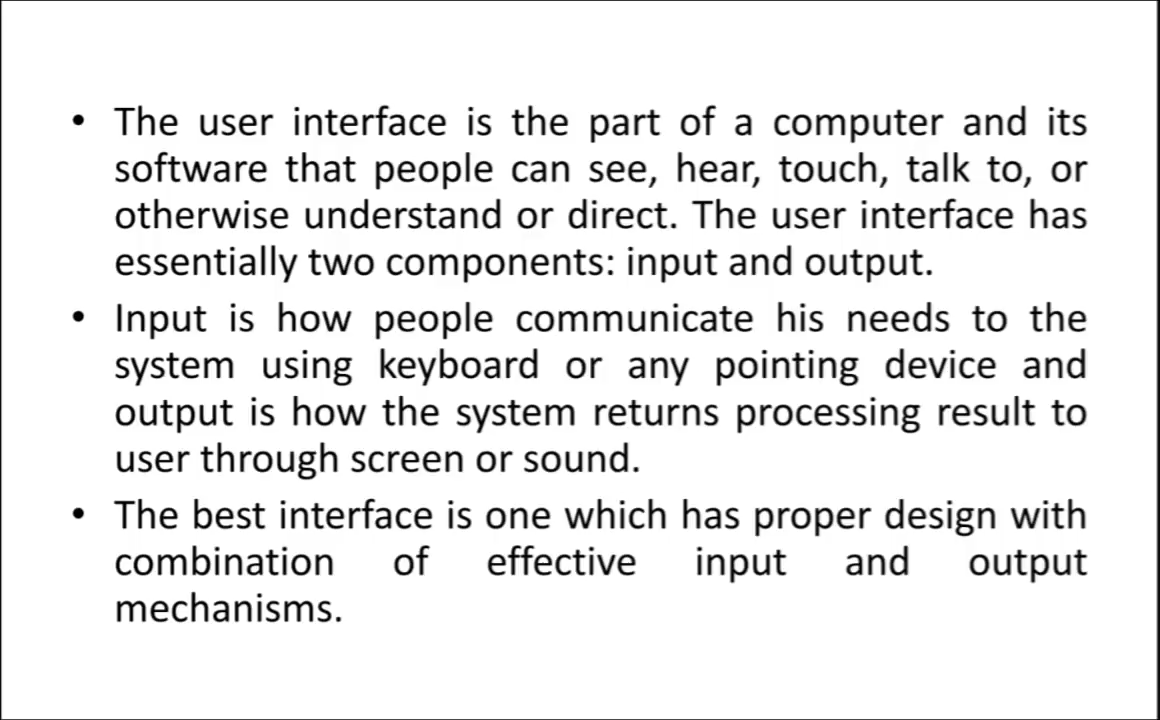 • The user interface is the part of a computer and its
software that people can see, hear, touch, talk to, or
otherwise understand or direct. The user interface has
essentially two components: input and output.
• Input is how people communicate his needs to the
system using keyboard or any pointing device and
output is how the system returns processing result to
user through screen or sound.
• The best interface is one which has proper design with
combination of effective input and output
mechanisms.